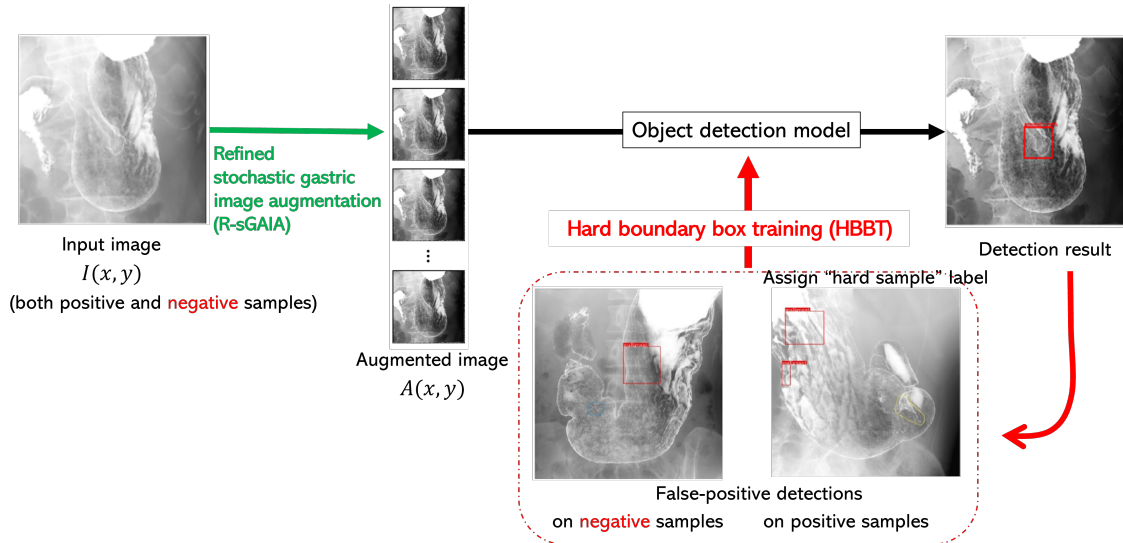 Input image
I(x, y)
(both positive and negative samples)
Refined
stochastic gastric
image augmentation
(R-sGAIA)
...
Augmented image
A(x, y)
Object detection model
Hard boundary box training (HBBT)
Detection result
Assign “hard sample” label
False-positive detections
on negative samples
on positive samples